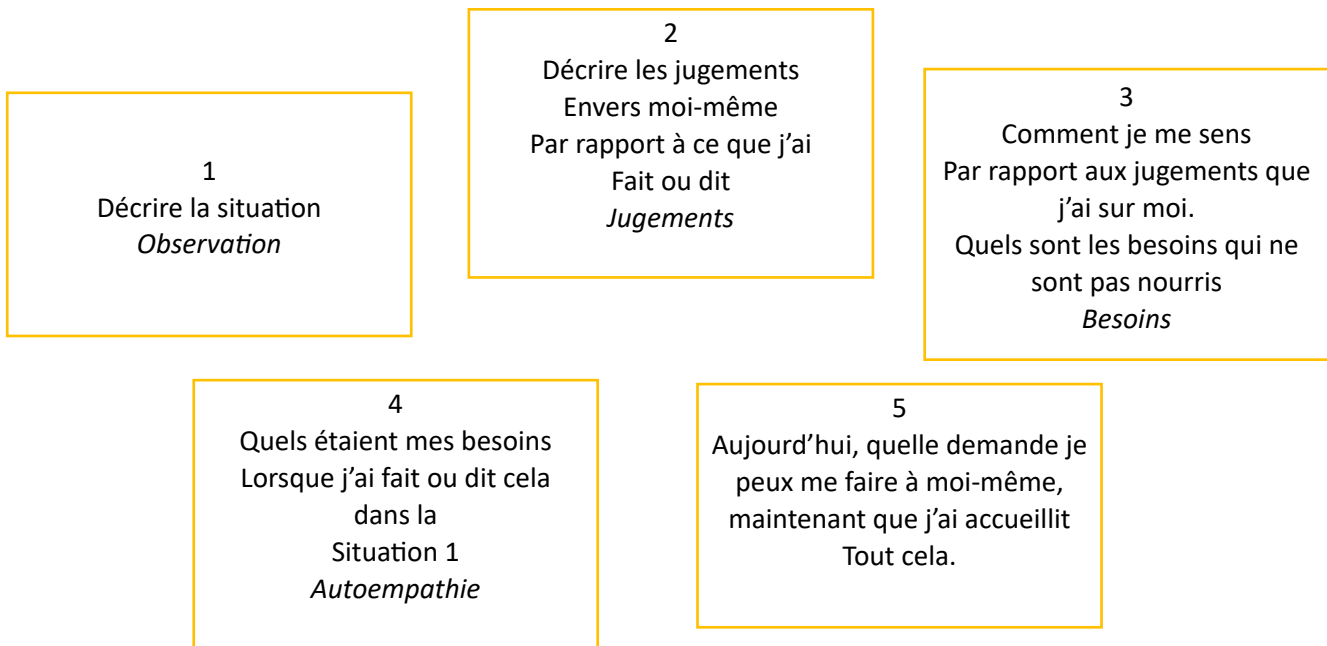 1
Décrire la situation
Observation
2
Décrire les jugements
Envers moi-même
Par rapport à ce que j’ai
Fait ou dit
Jugements
3
Comment je me sens
Par rapport aux jugements que
j’ai sur moi.
Quels sont les besoins qui ne
sont pas nourris
Besoins
4
Quels étaient mes besoins
Lorsque j’ai fait ou dit cela
dans la
Situation 1
Autoempathie
5
Aujourd’hui, quelle demande je
peux me faire à moi-même,
maintenant que j’ai accueillit
Tout cela.